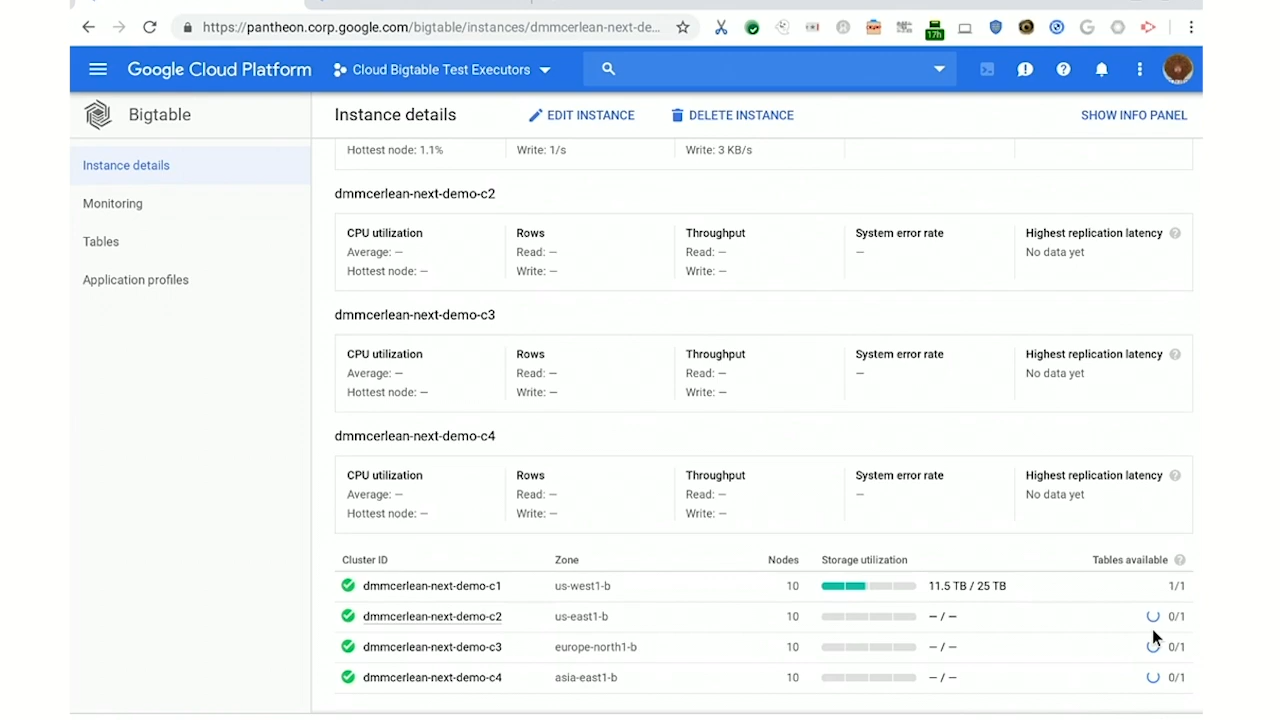 https://pantheon.corp.google.com/bigtable/instances/dmmcerlean-next-de...
17h
Google Cloud Platform
Cloud Bigtable Test Executors
Bigtable
Instance details
EDIT INSTANCE
DELETE INSTANCE
SHOW INFO PANEL
Instance details
Monitoring
Tables
Application profiles
Hottest node: 1.1% Write: 1/s Write: 3 KB/s
dmmcerlean-next-demo-c2
CPU utilization Rows Throughput System error rate Highest replication latency
Average: — Read: — Read: — — No data yet
Hottest node: — Write: — Write: —
dmmcerlean-next-demo-c3
CPU utilization Rows Throughput System error rate Highest replication latency
Average: — Read: — Read: — — No data yet
Hottest node: — Write: — Write: —
dmmcerlean-next-demo-c4
CPU utilization Rows Throughput System error rate Highest replication latency
Average: — Read: — Read: — — No data yet
Hottest node: — Write: — Write: —
Cluster ID Zone Nodes Storage utilization Tables available
dmmcerlean-next-demo-c1 us-west1-b 10 11.5 TB / 25 TB 1/1
dmmcerlean-next-demo-c2 us-east1-b 10 — / — 0/1
dmmcerlean-next-demo-c3 europe-north1-b 10 — / — 0/1
dmmcerlean-next-demo-c4 asia-east1-b 10 — / — 0/1